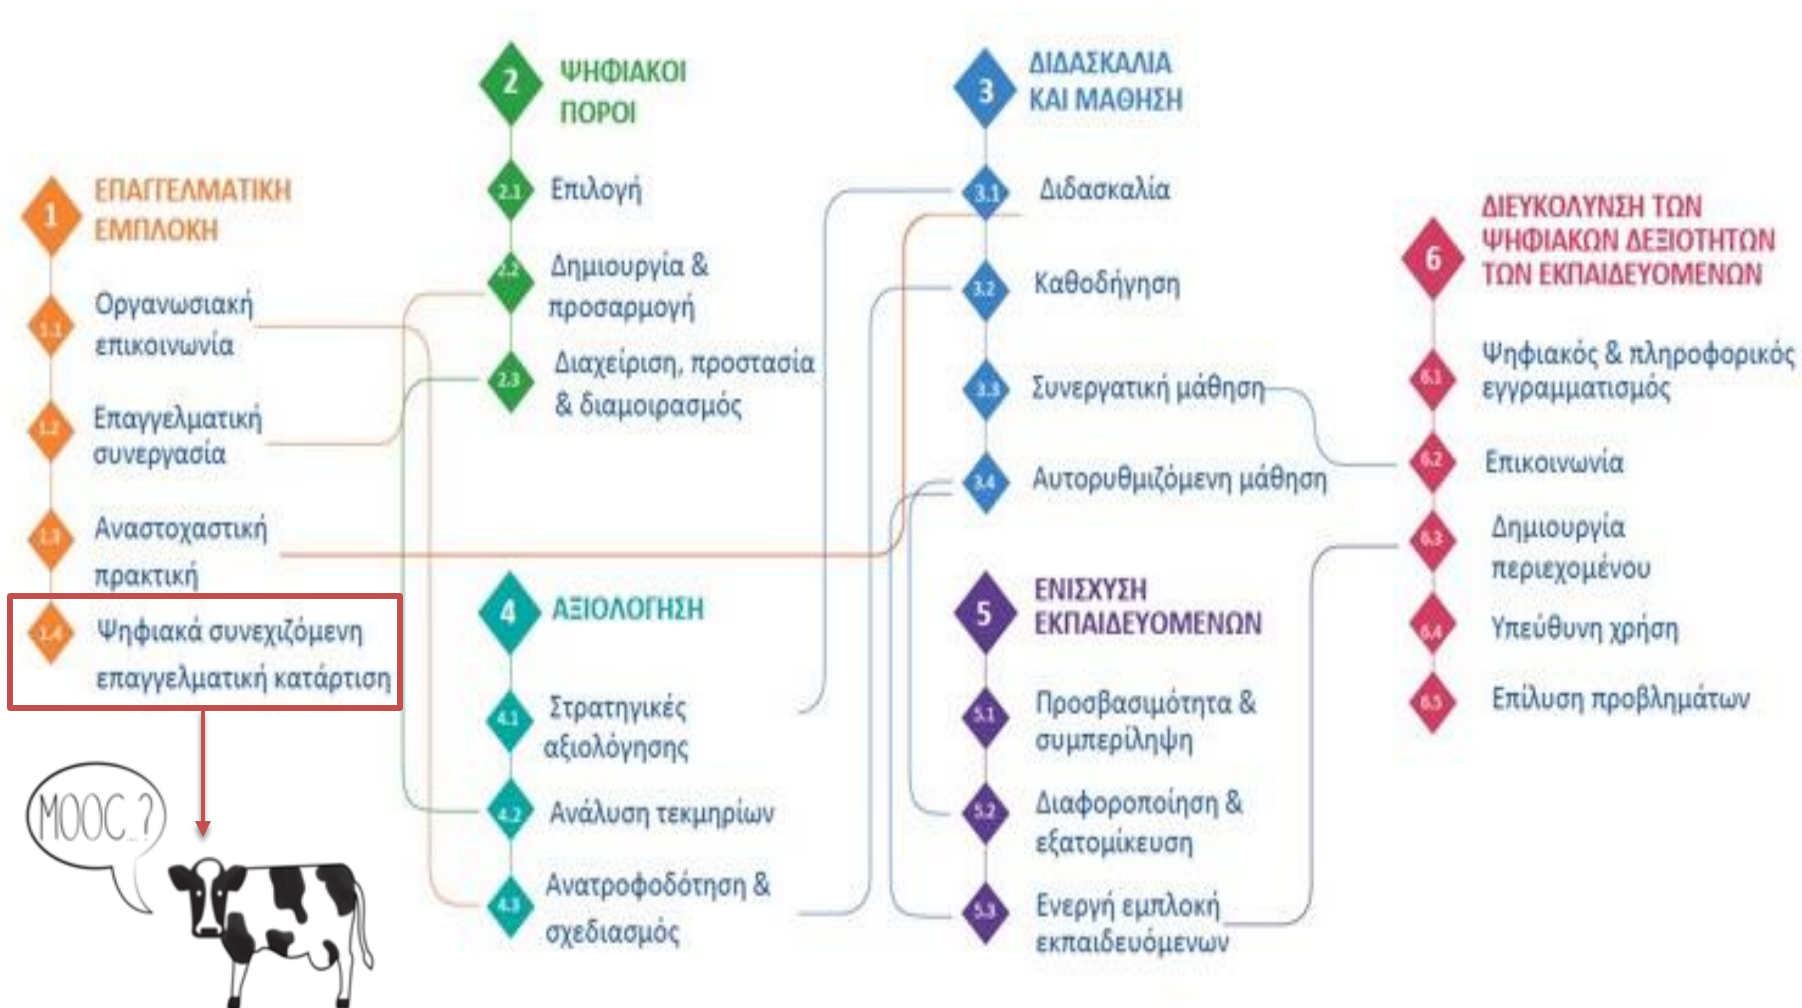 1
ΕΠΑΓΓΕΛΜΑΤΙΚΗ
ΕΜΠΛΟΚΗ
1.1
Οργανωσιακή
επικοινωνία
1.2
Επαγγελματική
συνεργασία
1.3
Αναστοχαστική
πρακτική
1.4
Ψηφιακά συνεχιζόμενη
επαγγελματική κατάρτιση
MOOC...?
2
ΨΗΦΙΑΚΟΙ
ΠΟΡΟΙ
2.1
Επιλογή
2.2
Δημιουργία &
προσαρμογή
2.3
Διαχείριση, προστασία
& διαμοιρασμός
3
ΔΙΔΑΣΚΑΛΙΑ
ΚΑΙ ΜΑΘΗΣΗ
3.1
Διδασκαλία
3.2
Καθοδήγηση
3.3
Συνεργατική μάθηση
3.4
Αυτορυθμιζόμενη μάθηση
4
ΑΞΙΟΛΟΓΗΣΗ
4.1
Στρατηγικές
αξιολόγησης
4.2
Ανάλυση τεκμηρίων
4.3
Ανατροφοδότηση &
σχεδιασμός
5
ΕΝΙΣΧΥΣΗ
ΕΚΠΑΙΔΕΥΟΜΕΝΩΝ
5.1
Προσβασιμότητα &
συμπερίληψη
5.2
Διαφοροποίηση &
εξατομίκευση
5.3
Ενεργή εμπλοκή
εκπαιδευόμενων
6
ΔΙΕΥΚΟΛΥΝΣΗ ΤΩΝ
ΨΗΦΙΑΚΩΝ ΔΕΞΙΟΤΗΤΩΝ
ΤΩΝ ΕΚΠΑΙΔΕΥΟΜΕΝΩΝ
6.1
Ψηφιακός & πληροφορικός
εγγραμματισμός
6.2
Επικοινωνία
6.3
Δημιουργία
περιεχομένου
6.4
Υπεύθυνη χρήση
6.5
Επίλυση προβλημάτων